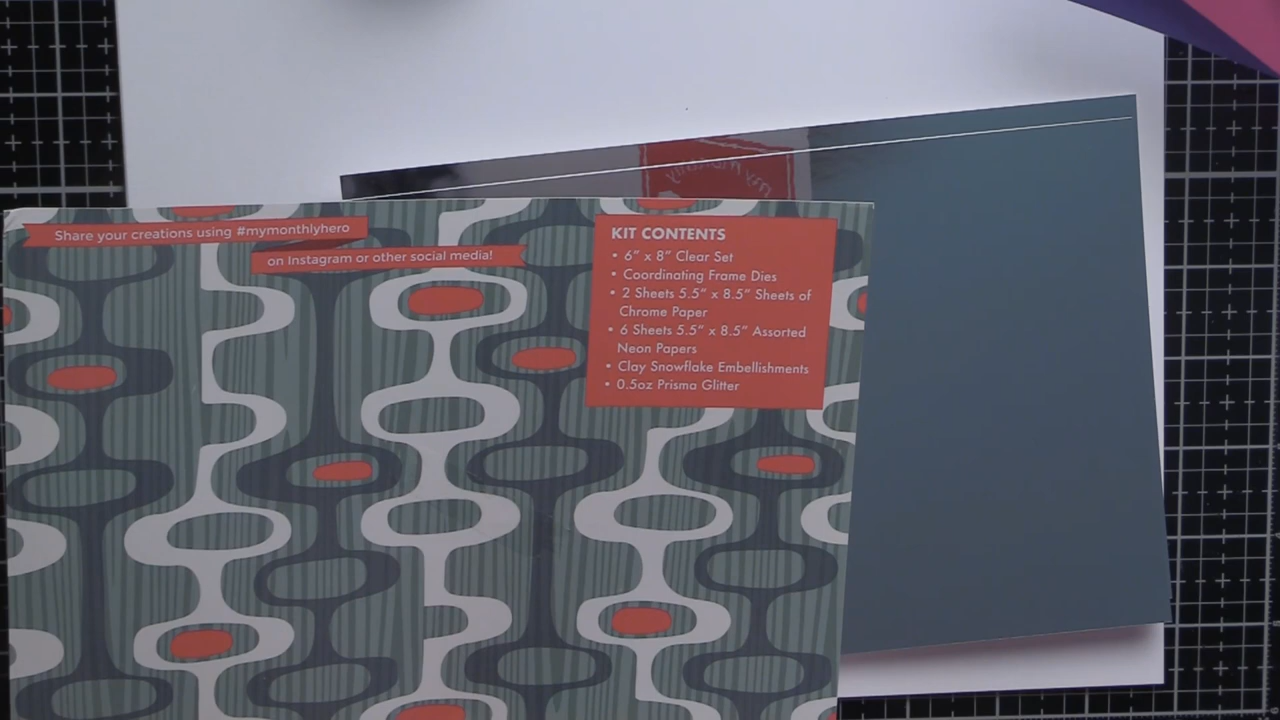 my monthly
Share your creations using #mymonthlyhero
on Instagram or other social media!
KIT CONTENTS
• 6" x 8" Clear Set
• Coordinating Frame Dies
• 2 Sheets 5.5" x 8.5" Sheets of
Chrome Paper
• 6 Sheets 5.5" x 8.5" Assorted
Neon Papers
• Clay Snowflake Embellishments
• 0.5oz Prisma Glitter